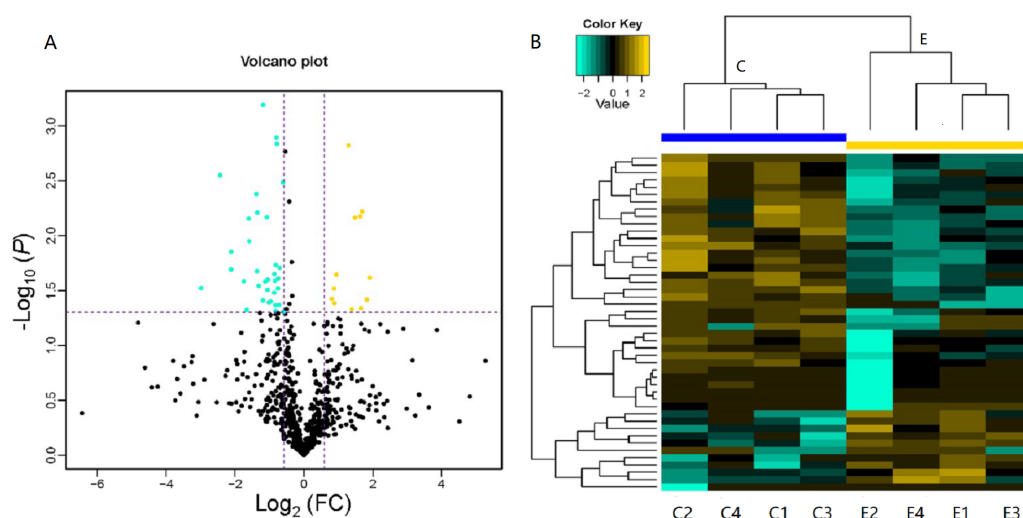 A
Volcano plot
3.0
2.5
2.0
1.5
1.0
0.5
0.0
-Log10 (P)
−6 −4 −2 0 2 4
Log2 (FC)
B
Color Key
−2 −1 0 1 2
Value
C
E
C2 C4 C1 C3 E2 E4 E1 E3